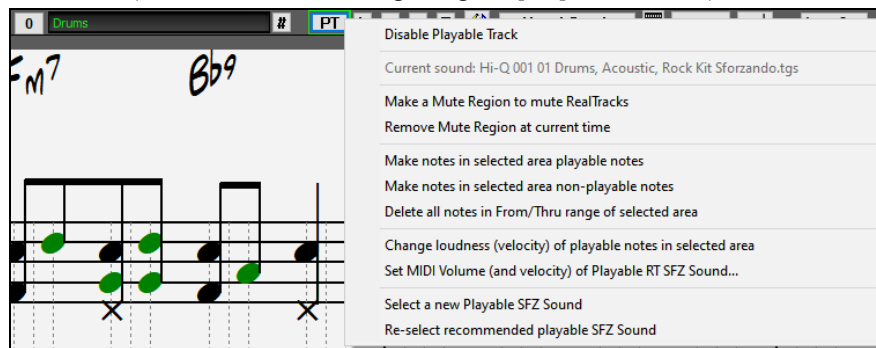 0 Drums # PT
Disable Playable Track
Current sound: Hi-Q 001 01 Drums, Acoustic, Rock Kit Sforzando.tgs
Fm7 Bb9
Make a Mute Region to mute RealTracks
Remove Mute Region at current time
Make notes in selected area playable notes
Make notes in selected area non-playable notes
Delete all notes in From/Thru range of selected area
Change loudness (velocity) of playable notes in selected area
Set MIDI Volume (and velocity) of Playable RT SFZ Sound...
Select a new Playable SFZ Sound
Re-select recommended playable SFZ Sound